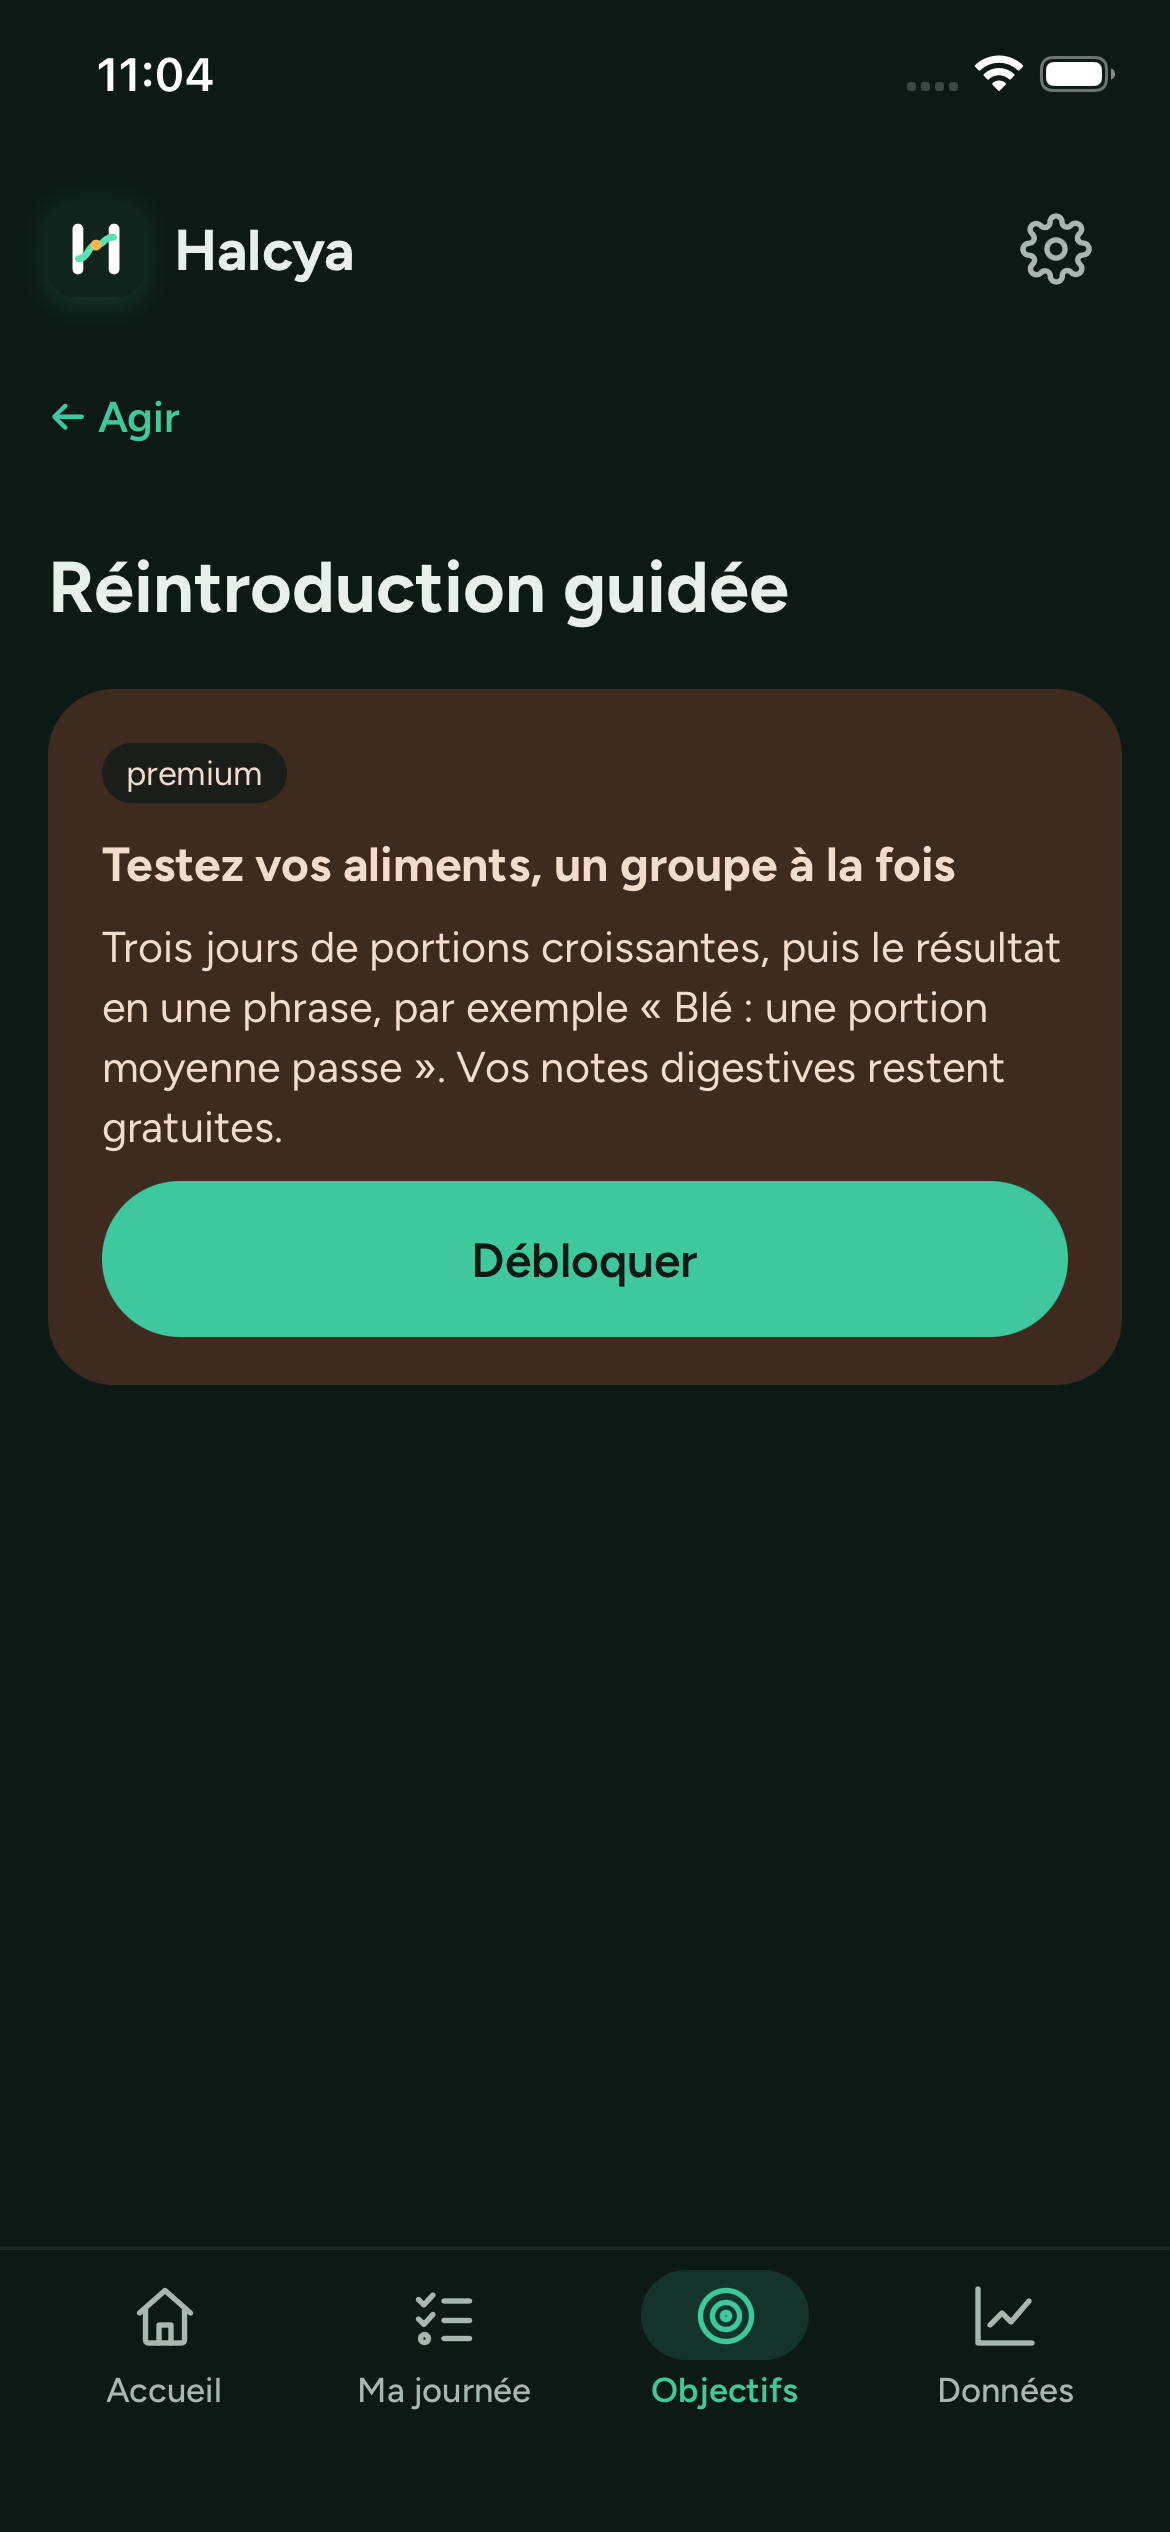 11:04
Halcya
← Agir
Réintroduction guidée
premium
Testez vos aliments, un groupe à la fois
Trois jours de portions croissantes, puis le résultat
en une phrase, par exemple « Blé : une portion
moyenne passe ». Vos notes digestives restent
gratuites.
Débloquer
Accueil
Ma journée
Objectifs
Données